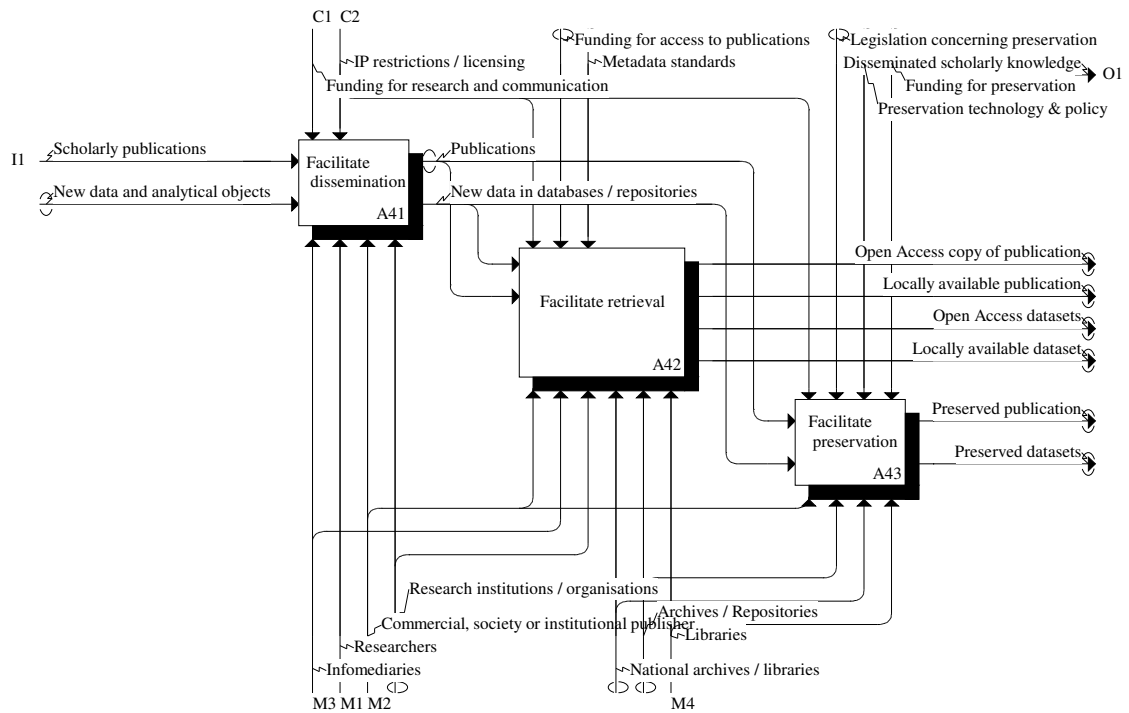 C1 C2
Funding for access to publications
Legislation concerning preservation
IP restrictions / licensing
Metadata standards
Disseminated scholarly knowledge
O1
Funding for research and communication
Funding for preservation
Preservation technology & policy
I1
Scholarly publications
Facilitate
dissemination
A41
Publications
New data and analytical objects
New data in databases / repositories
Open Access copy of publication
Locally available publication
Facilitate retrieval
A42
Open Access datasets
Locally available dataset
Facilitate
preservation
A43
Preserved publication
Preserved datasets
Research institutions / organisations
Archives / Repositories
Commercial, society or institutional publisher
Libraries
Researchers
Infomediaries
National archives / libraries
M3 M1 M2
M4